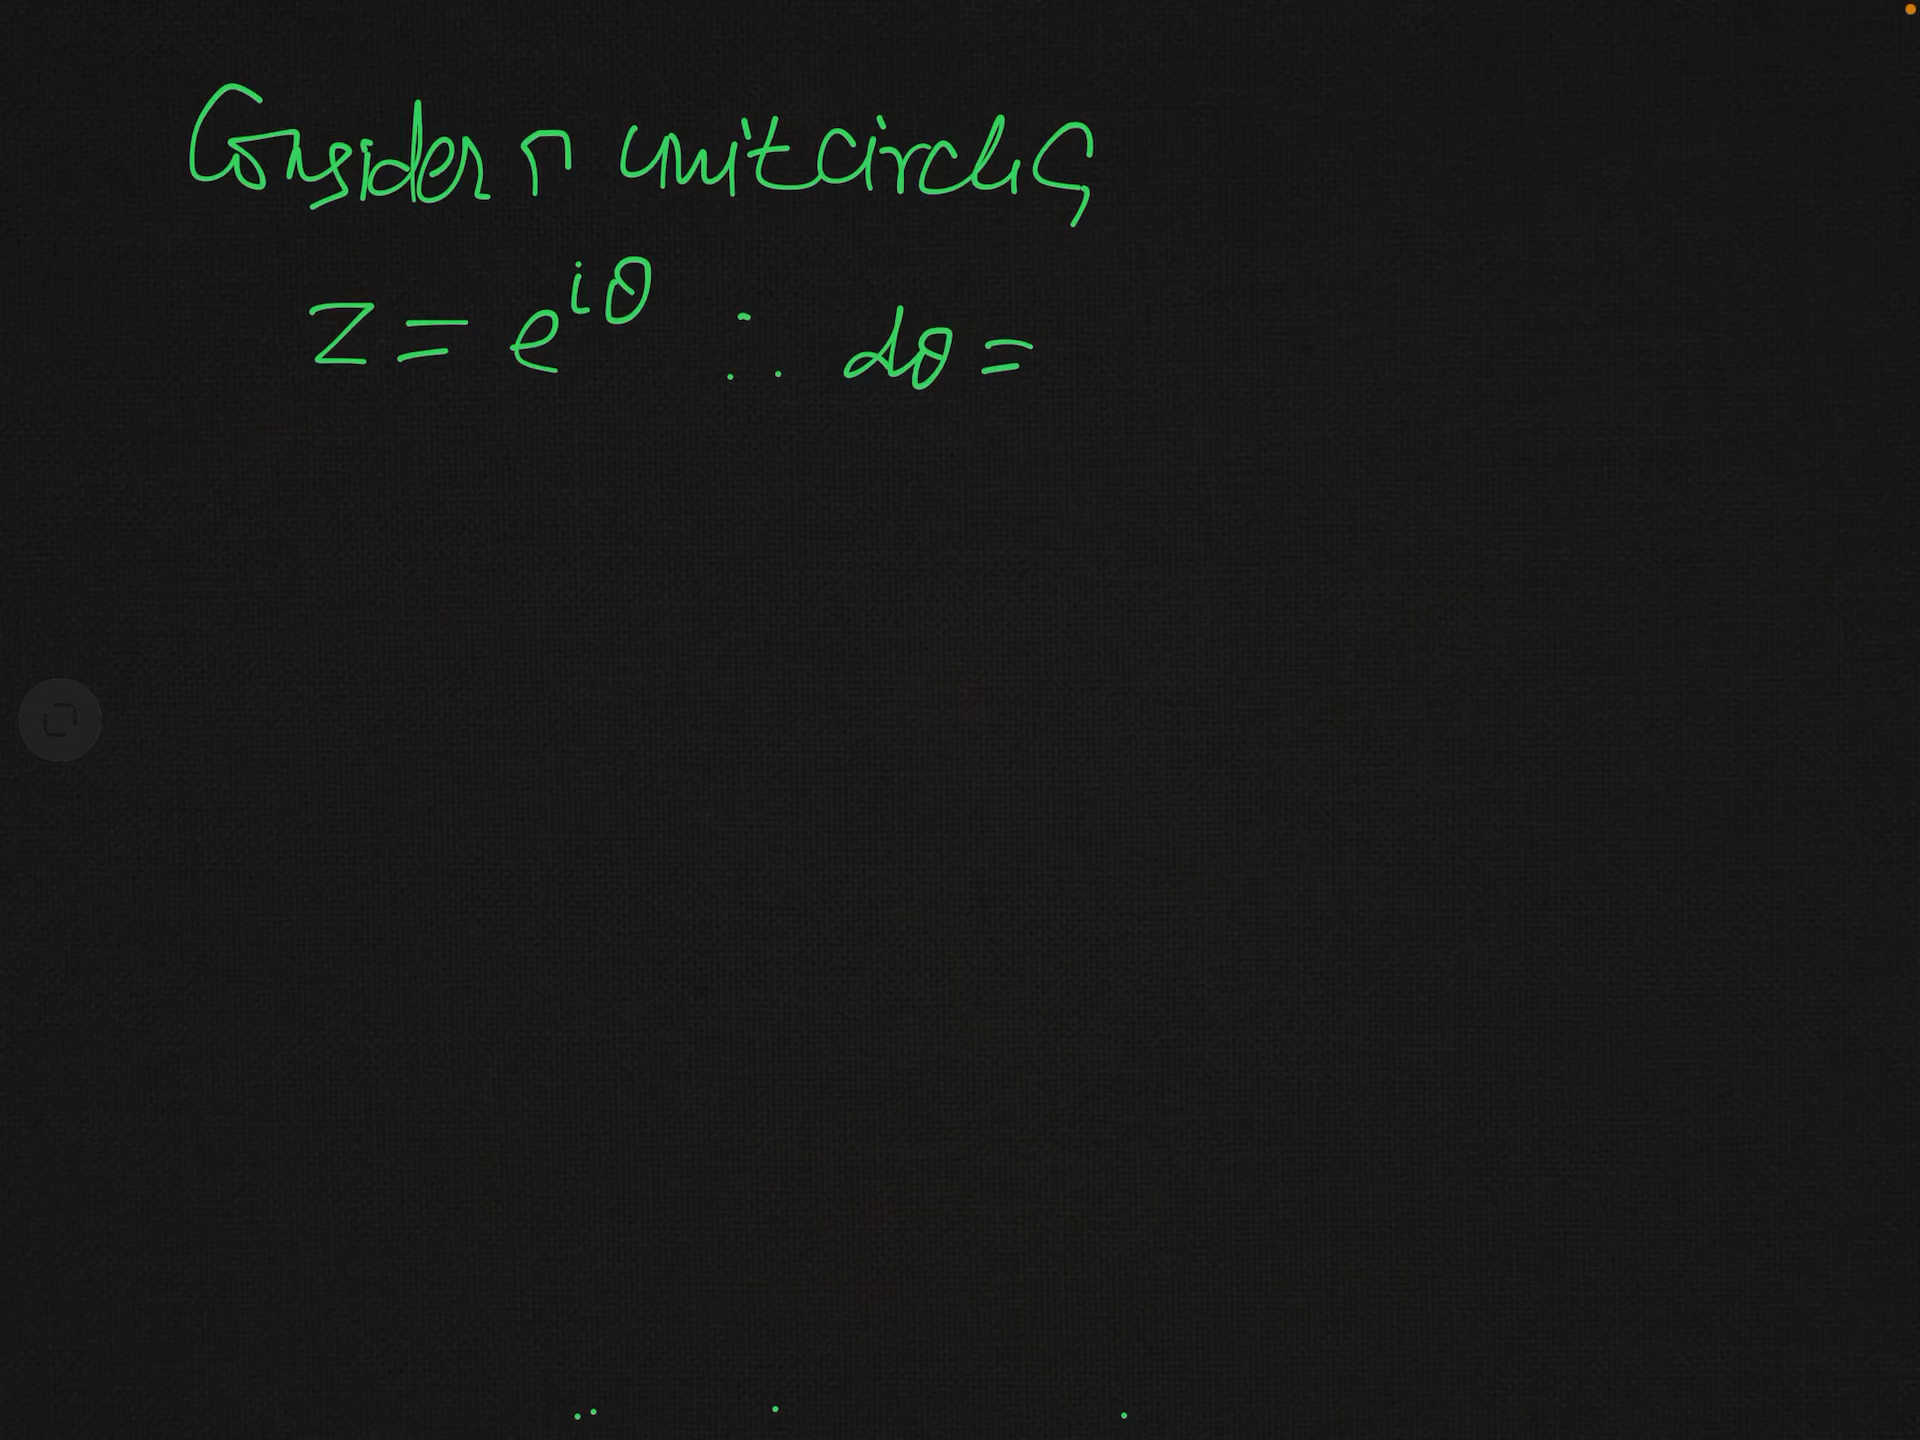 Consider n unit circle,
z = e^{iθ} ∴ dθ =